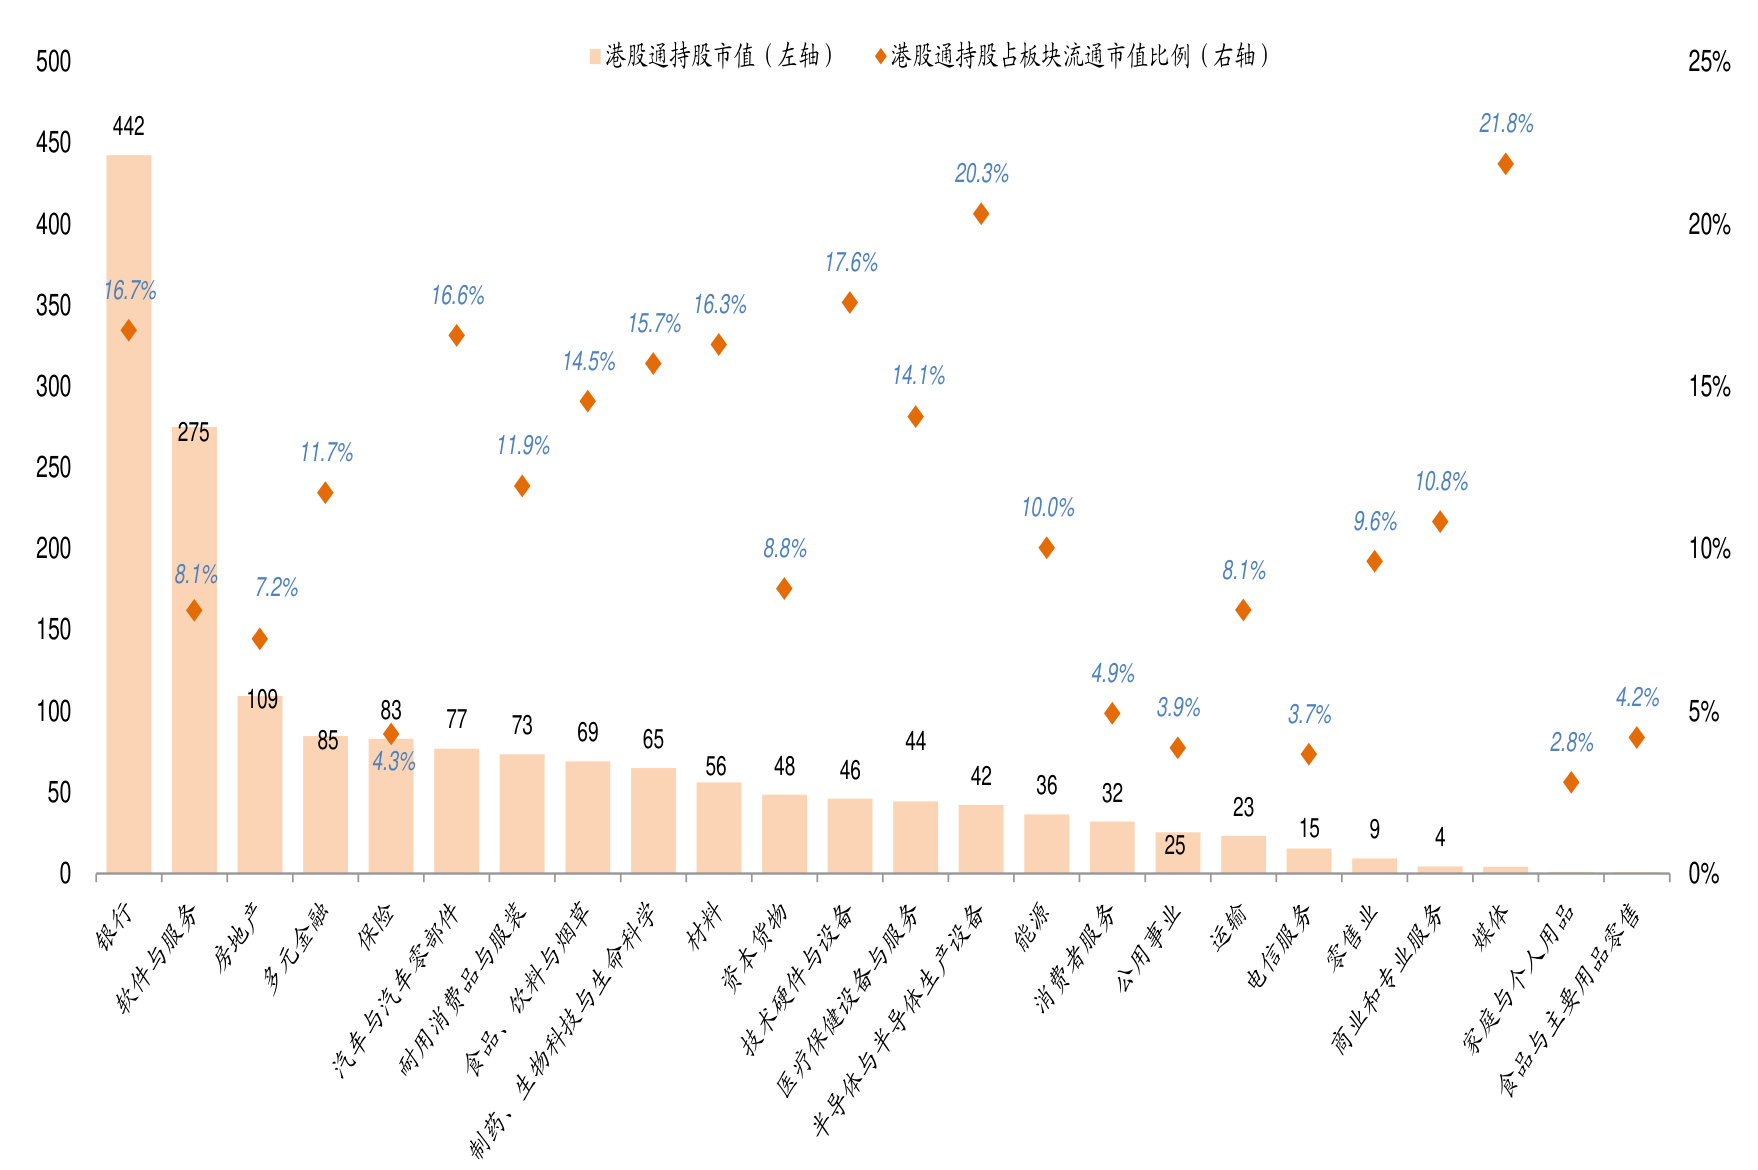 港股通持股市值（左轴） 港股通持股占板块流通市值比例（右轴）
500
450
400
350
300
250
200
150
100
50
0
25%
20%
15%
10%
5%
0%
442
275
109
85
83
77
73
69
65
56
48
46
44
42
36
32
25
23
15
9
4
16.7%
8.1%
7.2%
11.7%
4.3%
16.6%
11.9%
14.5%
15.7%
16.3%
8.8%
17.6%
14.1%
20.3%
10.0%
4.9%
3.9%
8.1%
3.7%
9.6%
10.8%
21.8%
2.8%
4.2%
银行
软件与服务
房地产
多元金融
保险
汽车与汽车零部件
耐用消费品与服装
食品、饮料与烟草
制药、生物科技与生命科学
材料
资本货物
技术硬件与设备
医疗保健设备与服务
半导体与半导体生产设备
能源
消费者服务
公用事业
运输
电信服务
零售业
商业和专业服务
媒体
家庭与个人用品
食品与主要用品零售